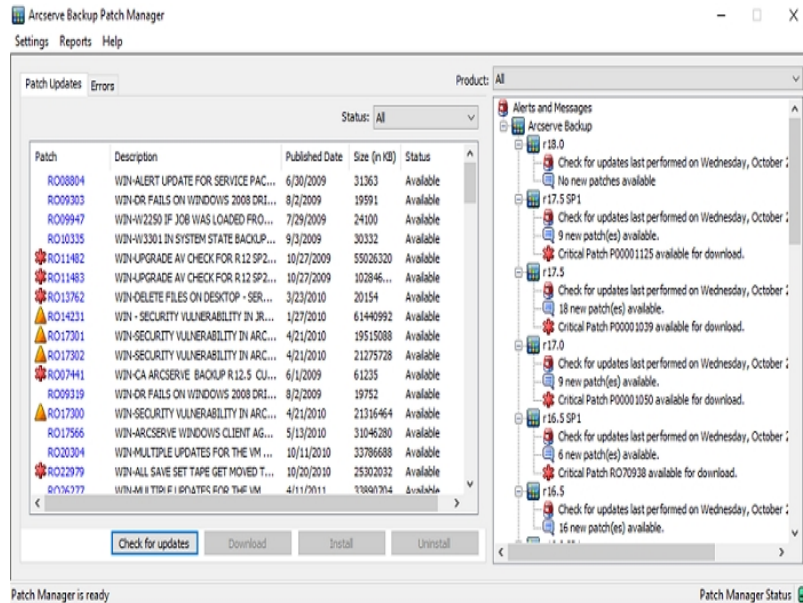 Arcserve Backup Patch Manager
Settings Reports Help
Patch Updates Errors
Product: All
Status: All
Patch Description Published Date Size (in KB) Status
RO08804 WIN-ALERT UPDATE FOR SERVICE PAC... 6/30/2009 31363 Available
RO09303 WIN-DR FAILS ON WINDOWS 2008 DRI... 8/2/2009 19591 Available
RO09947 WIN-W2250 IF JOB WAS LOADED FRO... 7/29/2009 24100 Available
RO10335 WIN-W3301 IN SYSTEM STATE BACKUP... 9/3/2009 30332 Available
RO11482 WIN-UPGRADE AV CHECK FOR R12 SP2... 10/27/2009 55026320 Available
RO11483 WIN-UPGRADE AV CHECK FOR R12 SP2... 10/27/2009 102846... Available
RO13762 WIN-DELETE FILES ON DESKTOP - SER... 3/23/2010 20154 Available
RO14231 WIN - SECURITY VULNERABILITY IN JR... 1/27/2010 61440992 Available
RO17301 WIN-SECURITY VULNERABILITY IN ARC... 4/21/2010 19515088 Available
RO17302 WIN-SECURITY VULNERABILITY IN ARC... 4/21/2010 21275728 Available
RO07441 WIN-CA ARCSERVE BACKUP R12.5 CU... 6/1/2009 61235 Available
RO09319 WIN-DR FAILS ON WINDOWS 2008 DRI... 8/2/2009 19752 Available
RO17300 WIN-SECURITY VULNERABILITY IN ARC... 4/21/2010 21316464 Available
RO17566 WIN-ARCSERVE WINDOWS CLIENT AG... 5/13/2010 31046280 Available
RO20304 WIN-MULTIPLE UPDATES FOR THE VM ... 10/11/2010 33786688 Available
RO22979 WIN-ALL SAVE SET TAPE GET MOVED T... 10/20/2010 25302032 Available
RO26277 WIN-MULTIPLE UPDATES FOR THE VM 4/11/2011 33890704 Available
Check for updates Download Install Uninstall
Alerts and Messages
Arcserve Backup
r18.0
Check for updates last performed on Wednesday, October 2
No new patches available
r17.5 SP1
Check for updates last performed on Wednesday, October 2
9 new patch(es) available.
Critical Patch P00001125 available for download.
r17.5
Check for updates last performed on Wednesday, October 2
18 new patch(es) available.
Critical Patch P00001039 available for download.
r17.0
Check for updates last performed on Wednesday, October 2
9 new patch(es) available.
Critical Patch P00001050 available for download.
r16.5 SP1
Check for updates last performed on Wednesday, October 2
6 new patch(es) available.
Critical Patch RO70938 available for download.
r16.5
Check for updates last performed on Wednesday, October 2
16 new patch(es) available.
Patch Manager is ready
Patch Manager Status